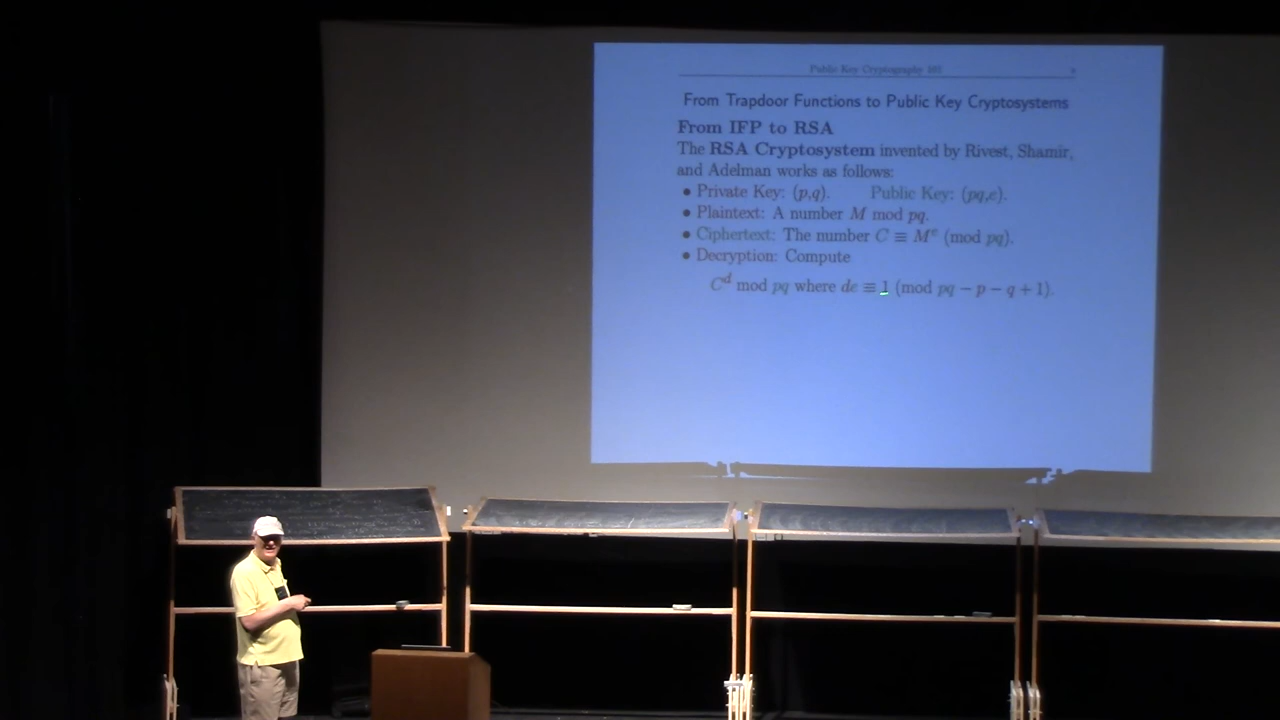 Public Key Cryptography 101
From Trapdoor Functions to Public Key Cryptosystems
From IFP to RSA
The RSA Cryptosystem invented by Rivest, Shamir,
and Adelman works as follows:
• Private Key: (p,q). Public Key: (pq,e).
• Plaintext: A number M mod pq.
• Ciphertext: The number C ≡ Mᵉ (mod pq).
• Decryption: Compute
Cᵈ mod pq where de ≡ 1 (mod pq − p − q + 1).